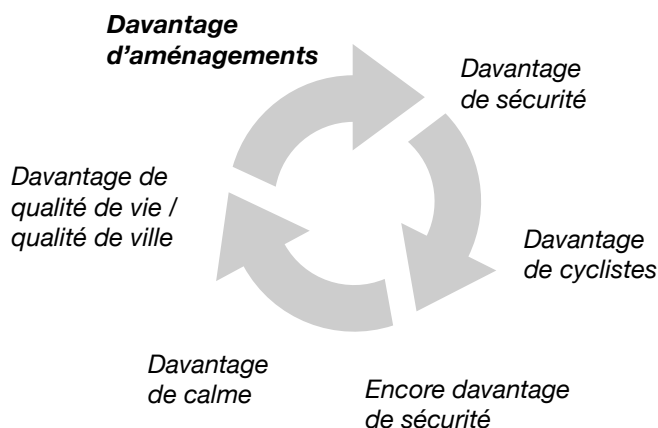 Davantage
d’aménagements
Davantage
de sécurité
Davantage
de cyclistes
Encore davantage
de sécurité
Davantage
de calme
Davantage de
qualité de vie /
qualité de ville